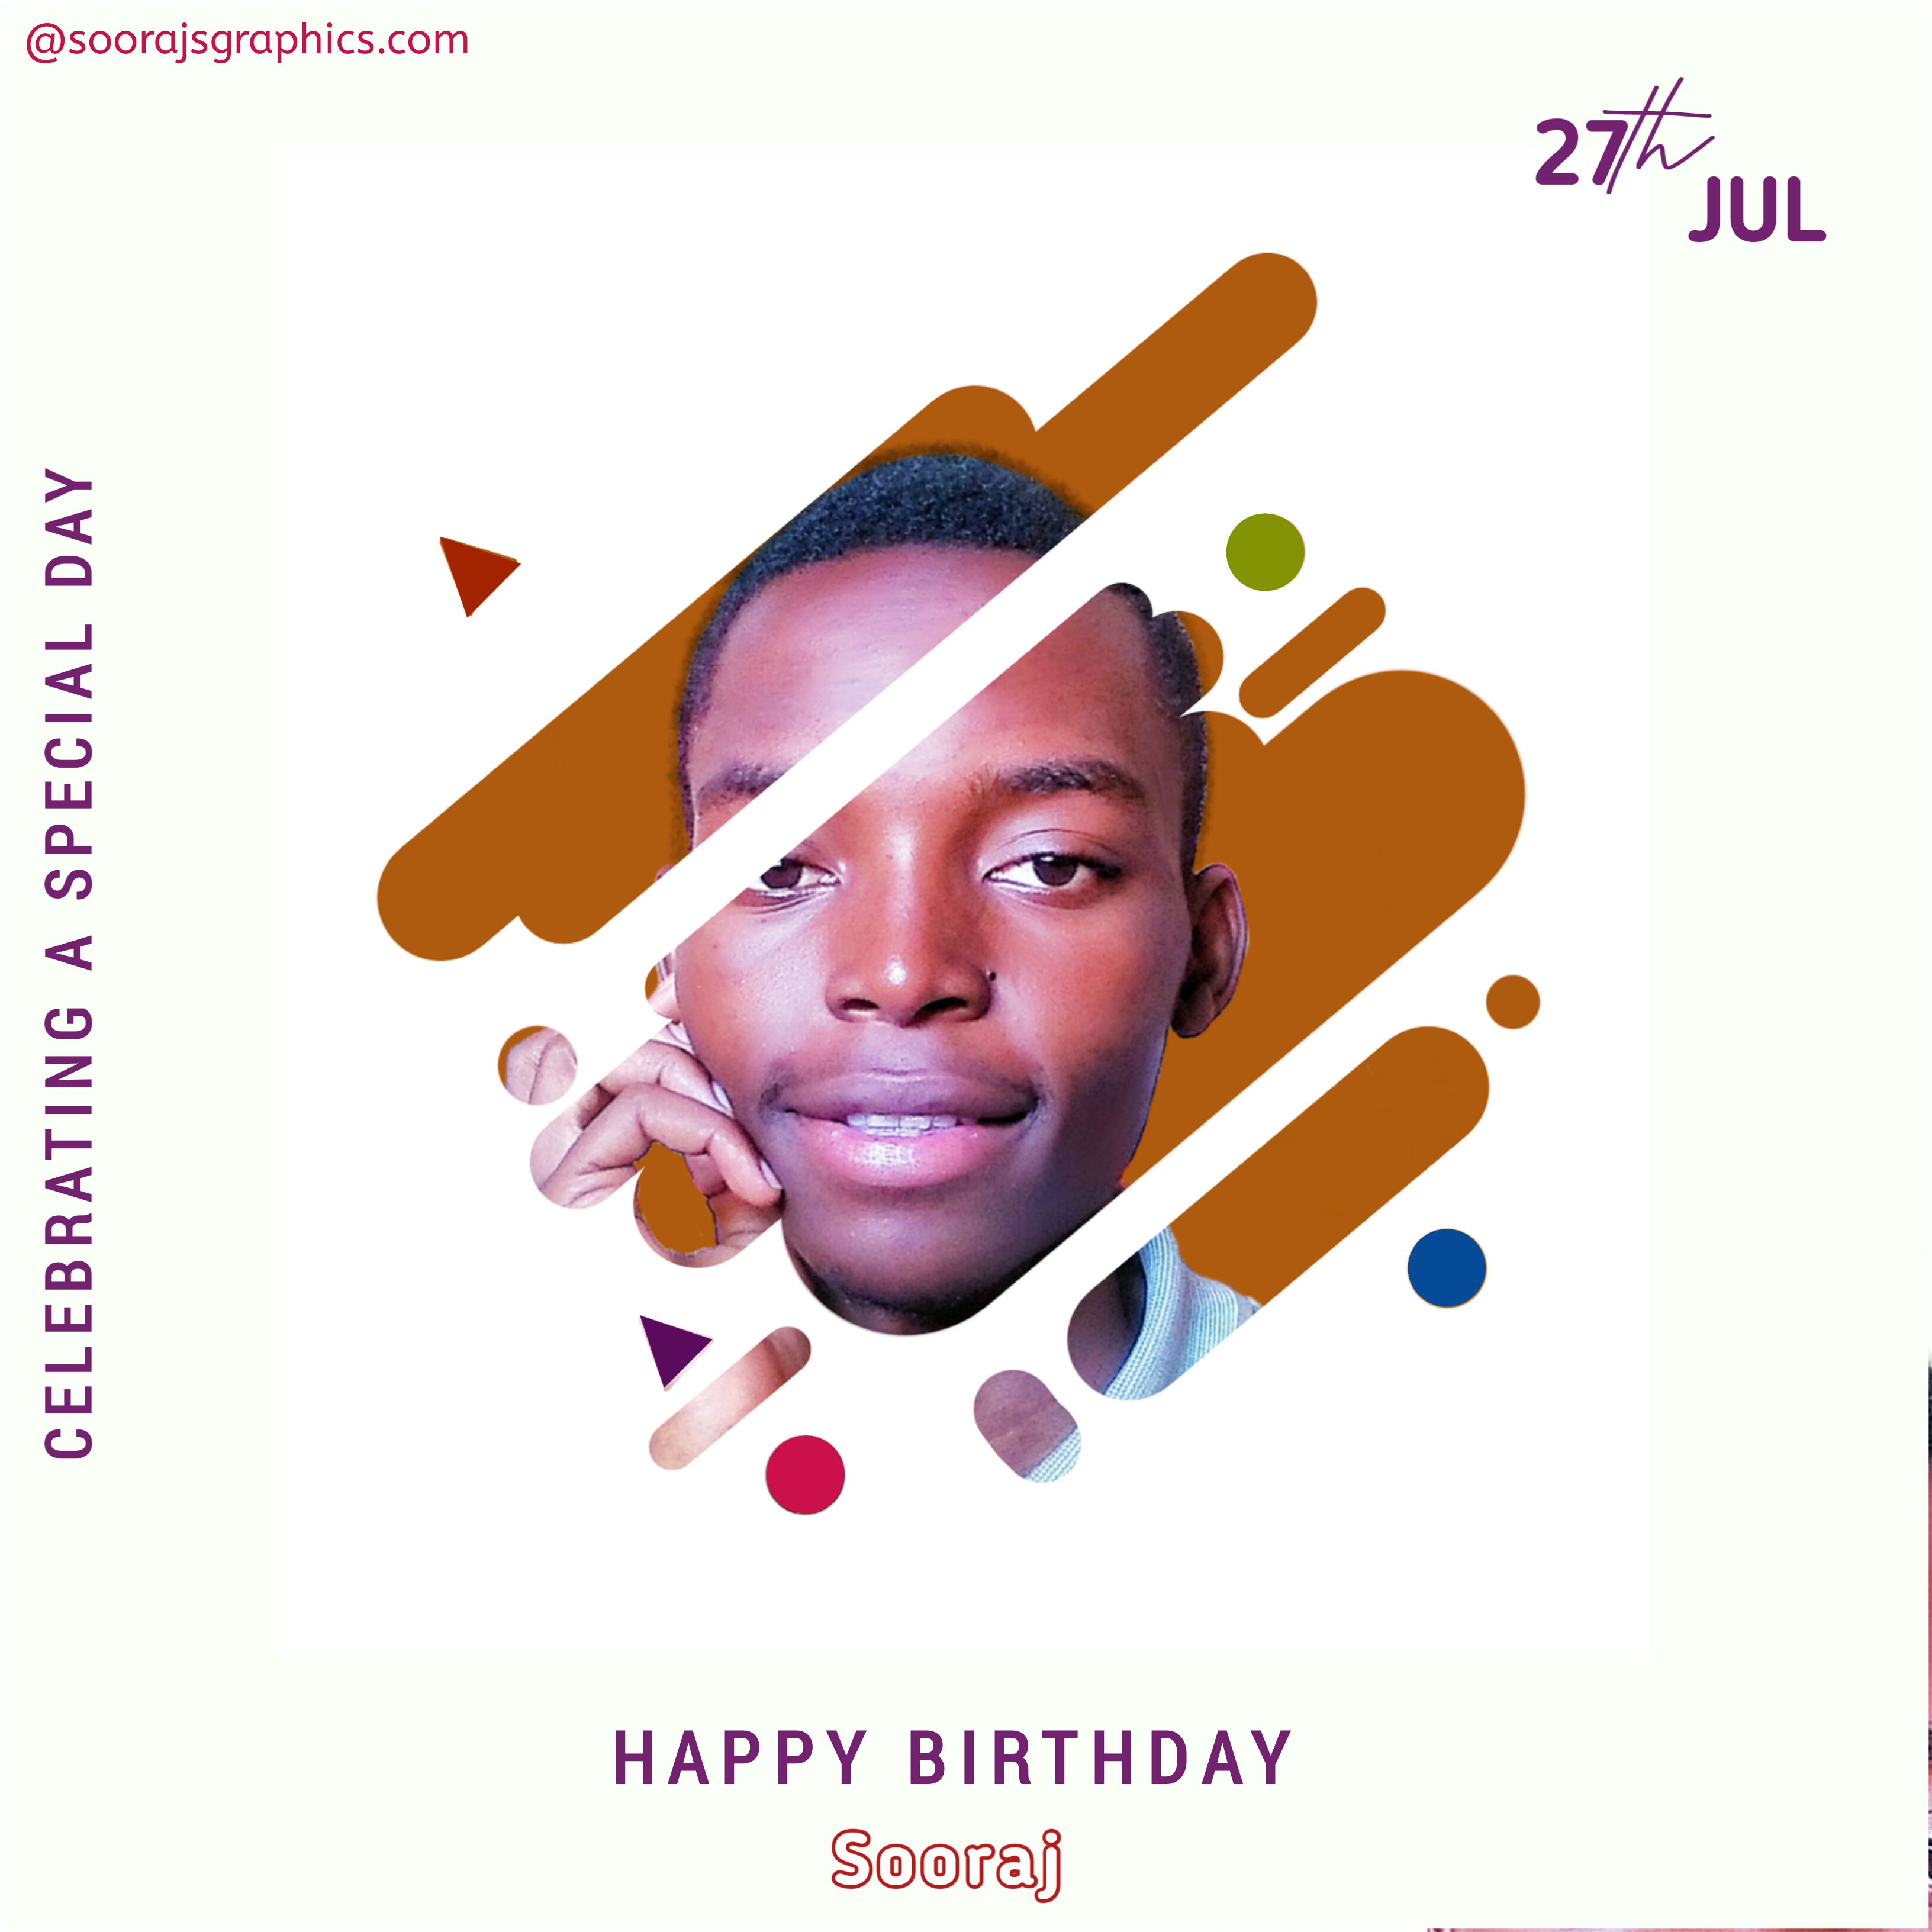 @soorajsgraphics.com
27th
JUL
CELEBRATING A SPECIAL DAY
HAPPY BIRTHDAY
Sooraj